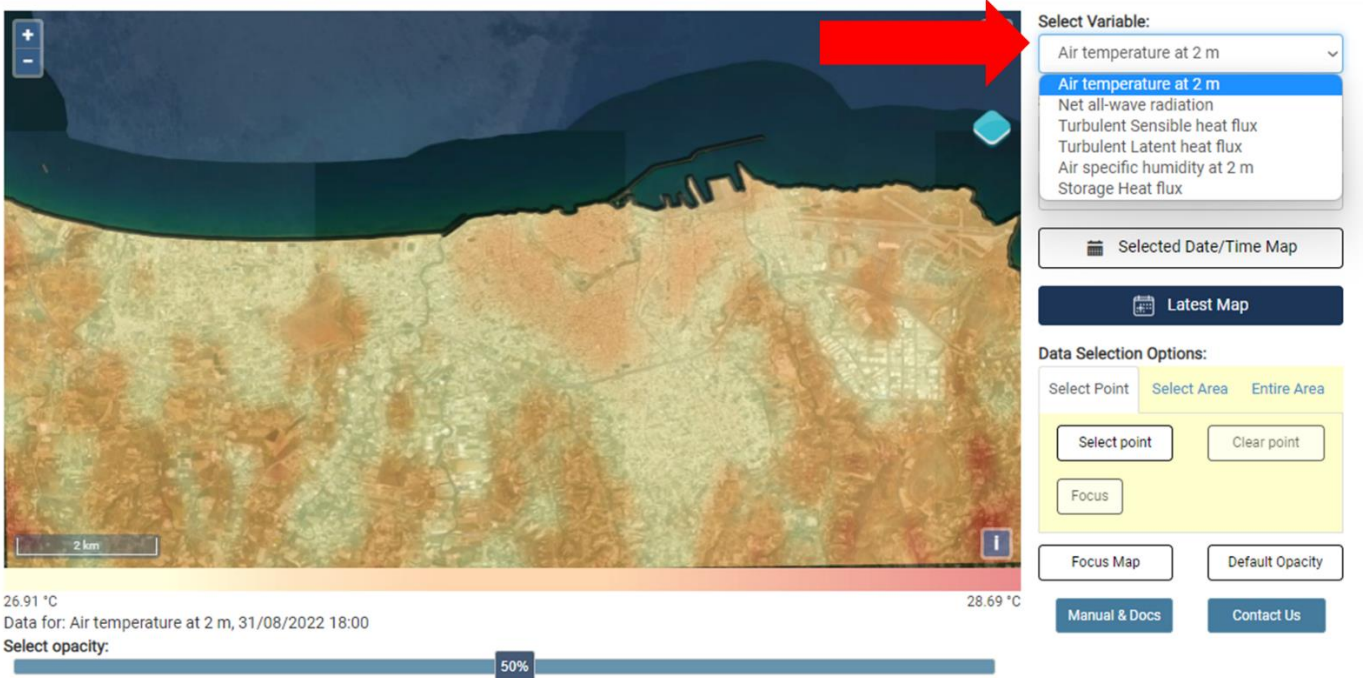 +
−
2 km
i
26.91 °C
28.69 °C
Data for: Air temperature at 2 m, 31/08/2022 18:00
Select opacity:
50%
Select Variable:
Air temperature at 2 m
Air temperature at 2 m
Net all-wave radiation
Turbulent Sensible heat flux
Turbulent Latent heat flux
Air specific humidity at 2 m
Storage Heat flux
Selected Date/Time Map
Latest Map
Data Selection Options:
Select Point Select Area Entire Area
Select point Clear point
Focus
Focus Map Default Opacity
Manual & Docs Contact Us